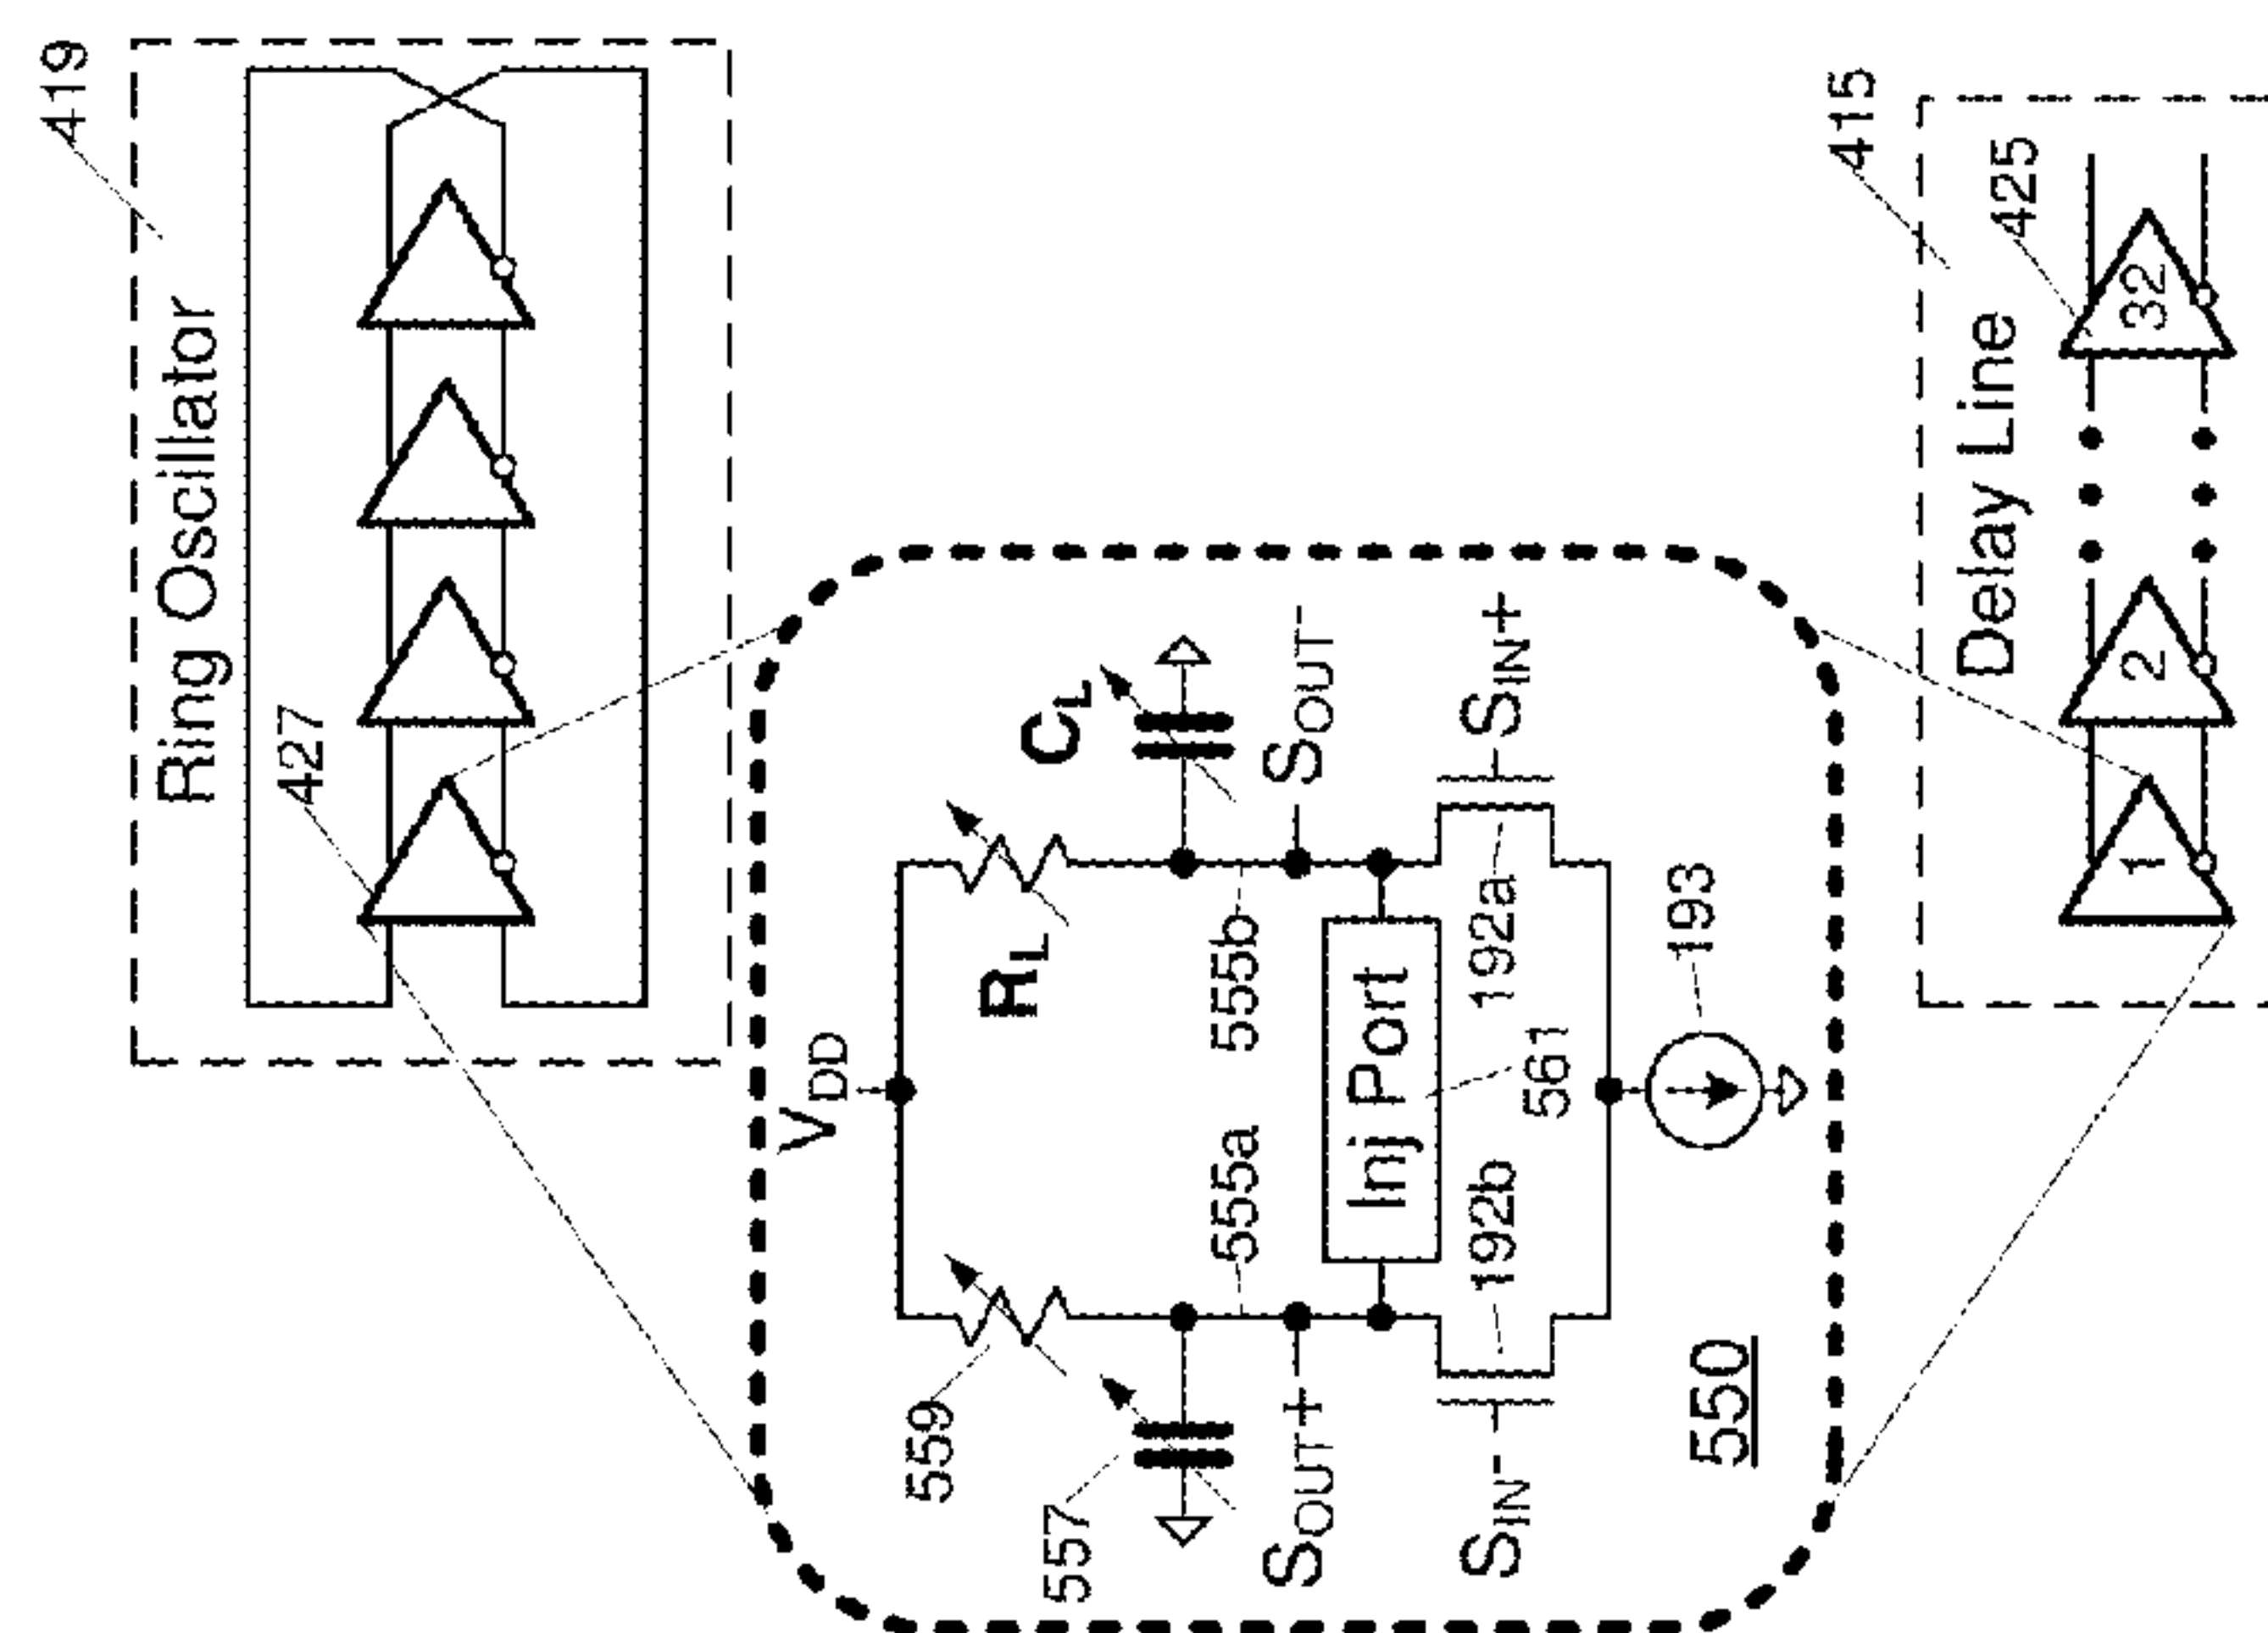 419
Ring Oscillator
427
VDD
559
RL
CL
557
555a
555b
SOUT+
SOUT-
Inj Port
192b
192a
SIN-
SIN+
561
193
550
415
Delay Line
425
1
2
32